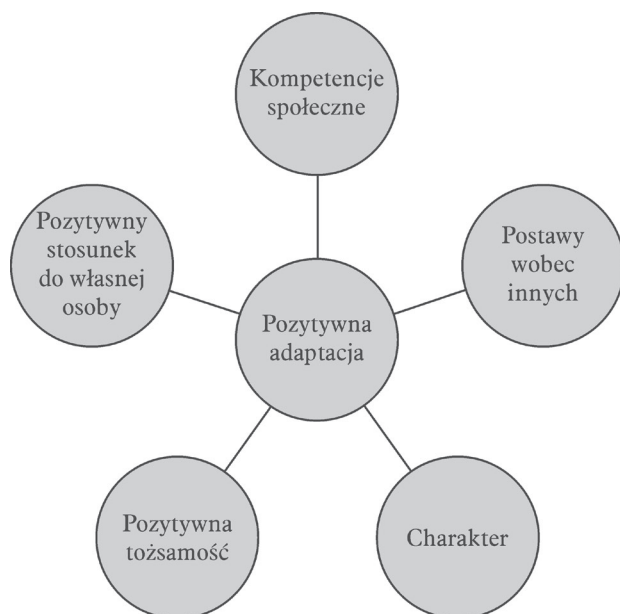 Kompetencje
społeczne
Pozytywny
stosunek
do własnej
osoby
Postawy
wobec
innych
Pozytywna
adaptacja
Pozytywna
tożsamość
Charakter